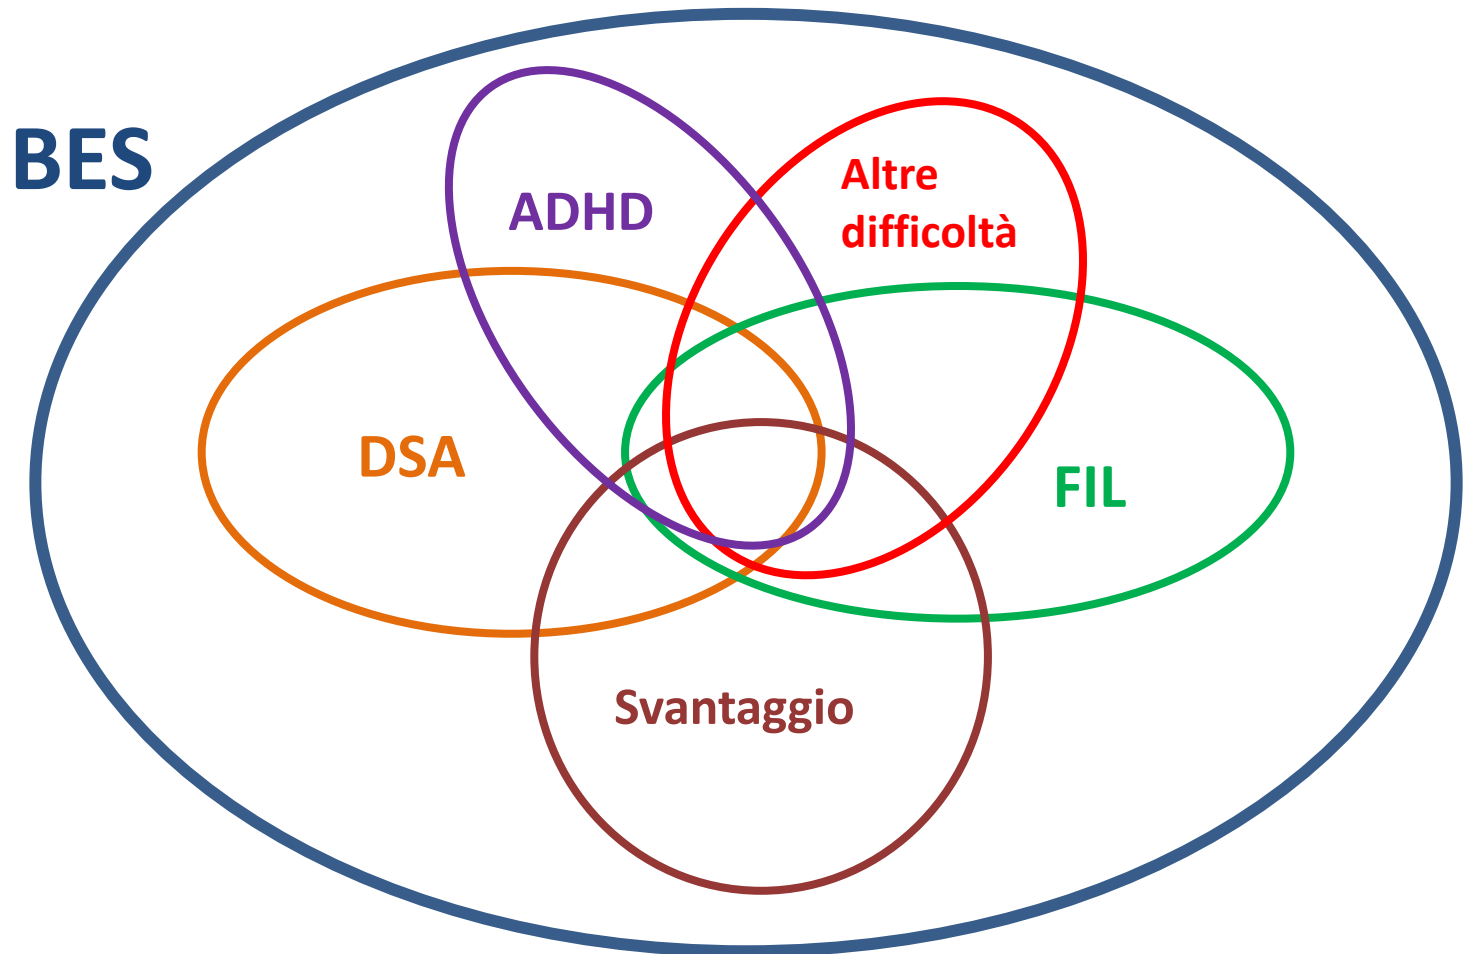 BES
ADHD
Altre
difficoltà
DSA
FIL
Svantaggio